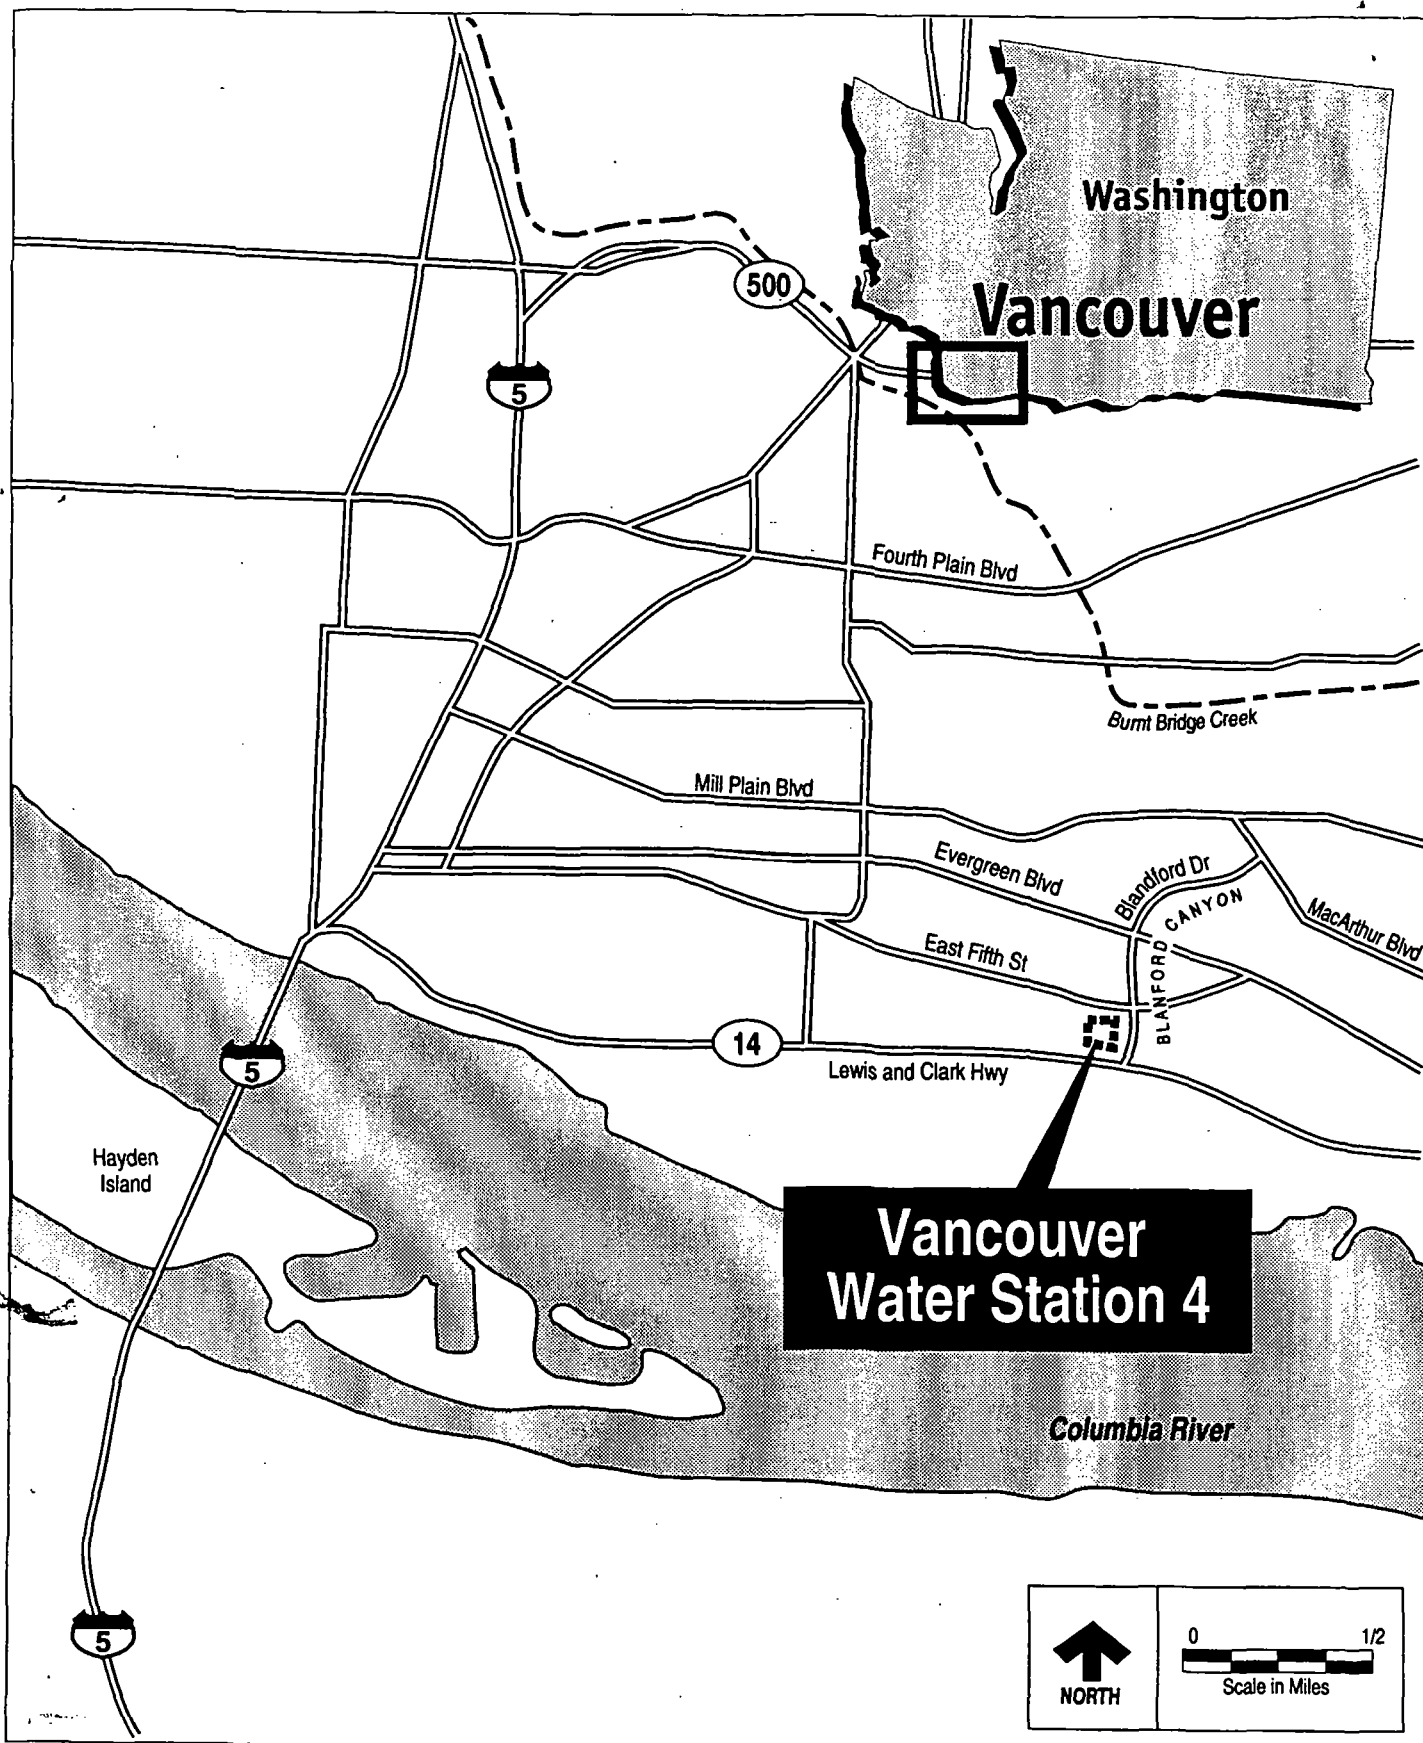 Washington
Vancouver
500
5
Fourth Plain Blvd
Burnt Bridge Creek
Mill Plain Blvd
Evergreen Blvd
Blandford Dr
BLANFORD CANYON
MacArthur Blvd
East Fifth St
14
Lewis and Clark Hwy
5
Hayden
Island
Vancouver
Water Station 4
Columbia River
5
NORTH
0 1/2
Scale in Miles